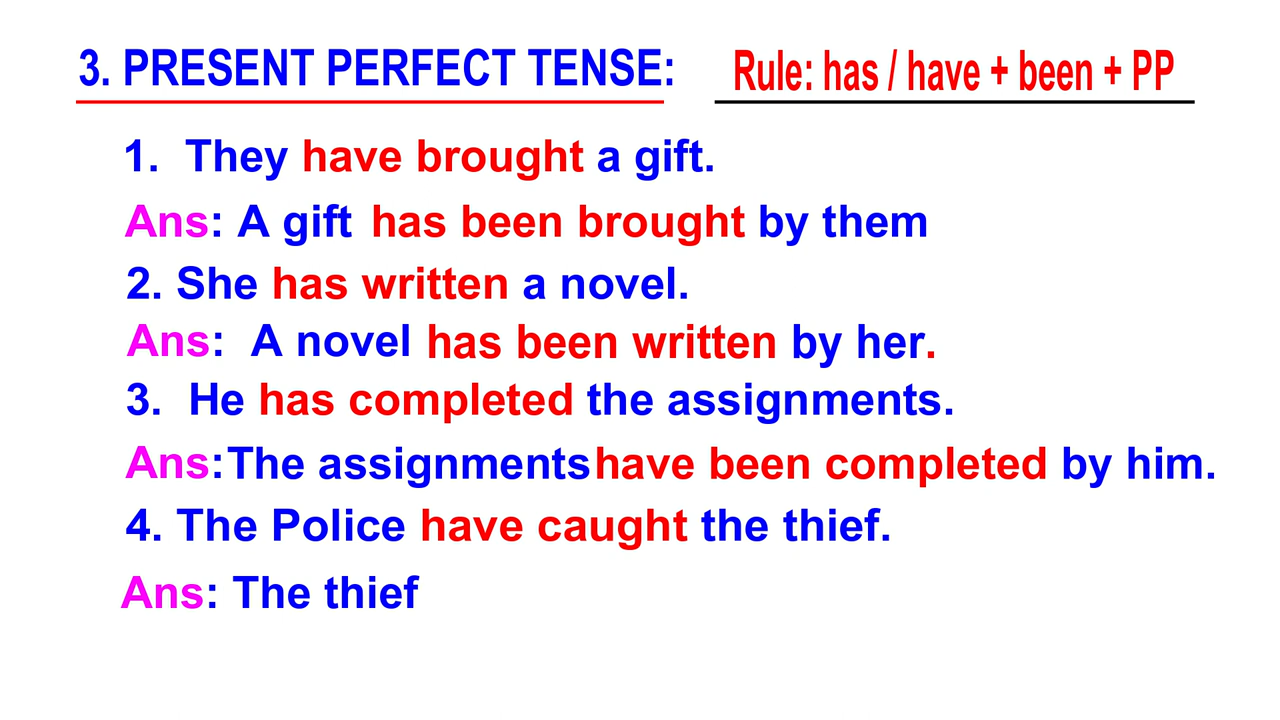 3. PRESENT PERFECT TENSE: Rule: has / have + been + PP
1. They have brought a gift.
Ans: A gift has been brought by them
2. She has written a novel.
Ans: A novel has been written by her.
3. He has completed the assignments.
Ans:The assignments have been completed by him.
4. The Police have caught the thief.
Ans: The thief